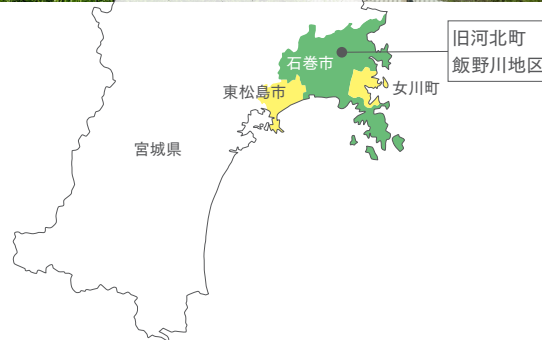 旧河北町
飯野川地区
石巻市
東松島市
女川町
宮城県